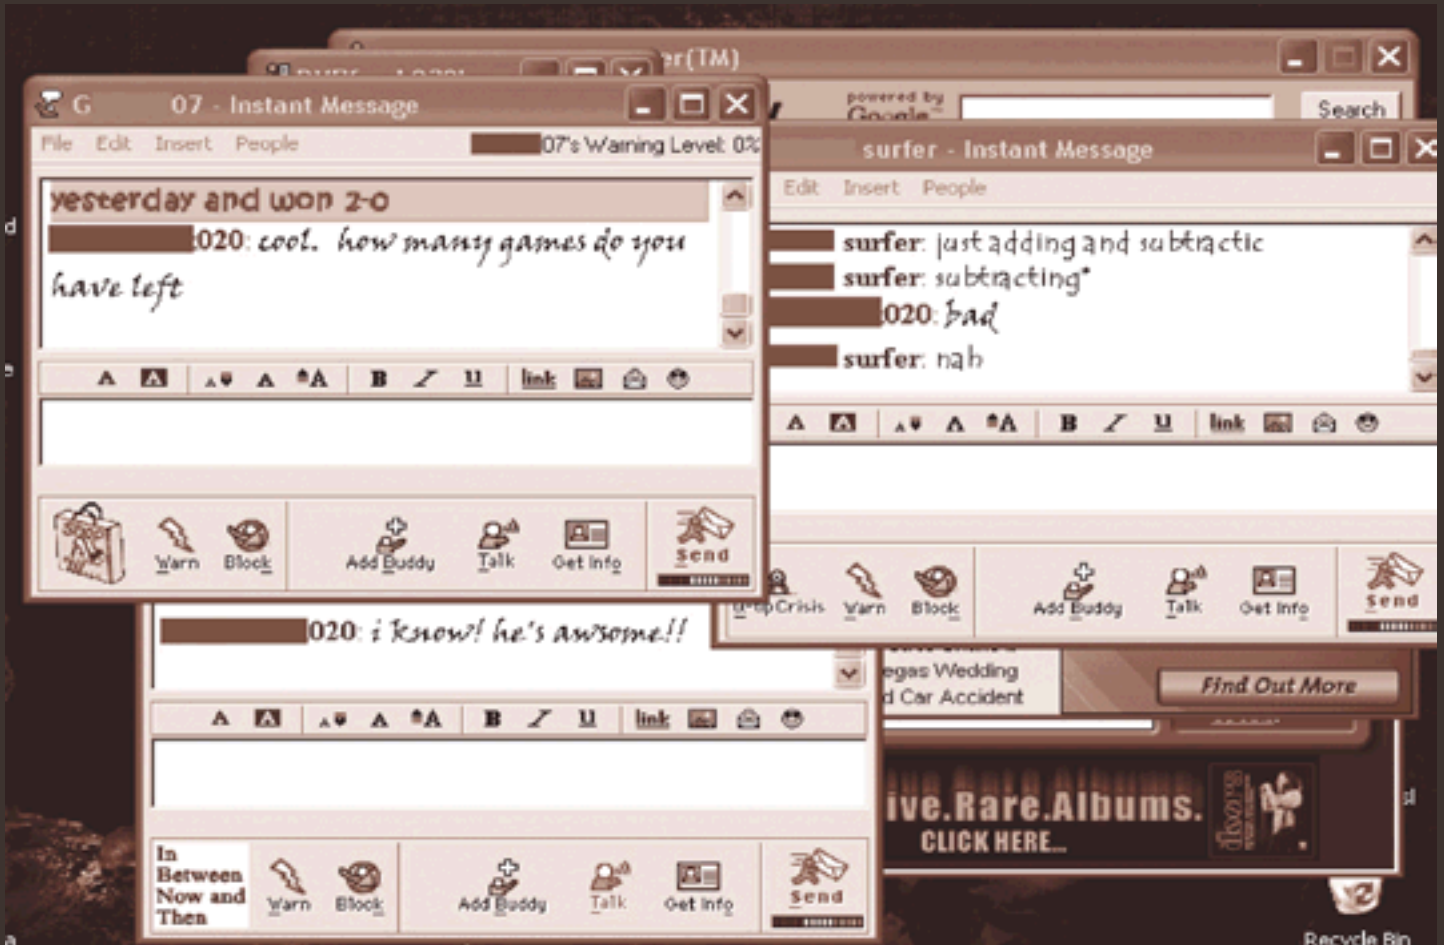 er(TM)
powered by
Google
Search
G 07 - Instant Message
File Edit Insert People
07's Warning Level: 0%
yesterday and won 2-0
020: cool. how many games do you
have left
A A A A A B I U link
Warn Block Add Buddy Talk Get Info Send
surfer - Instant Message
Edit Insert People
surfer: just adding and subtractic
surfer: subtracting*
020: bad
surfer: nah
A A A A A B I U link
Crisis Warn Block Add Buddy Talk Get Info Send
020: i know! he's awsome!!
A A A A A B I U link
In
Between
Now and
Then
Warn Block Add Buddy Talk Get Info Send
egas Wedding
d Car Accident
Find Out More
ive.Rare.Albums.
CLICK HERE...
Recycle Bin